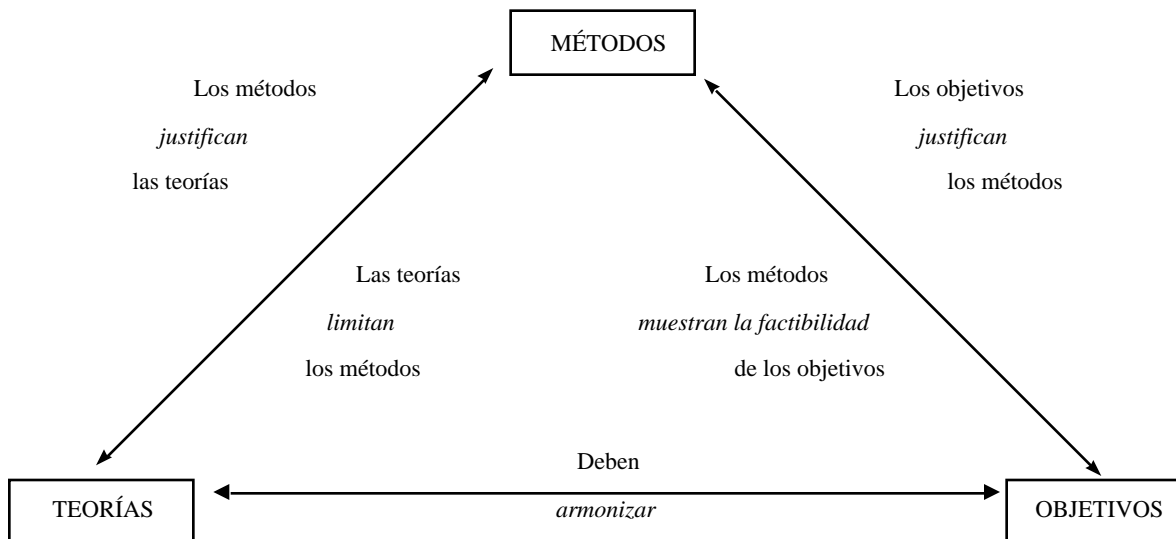 MÉTODOS
Los métodos
justifican
las teorías
Los objetivos
justifican
los métodos
Las teorías
limitan
los métodos
Los métodos
muestran la factibilidad
de los objetivos
Deben
armonizar
TEORÍAS
OBJETIVOS